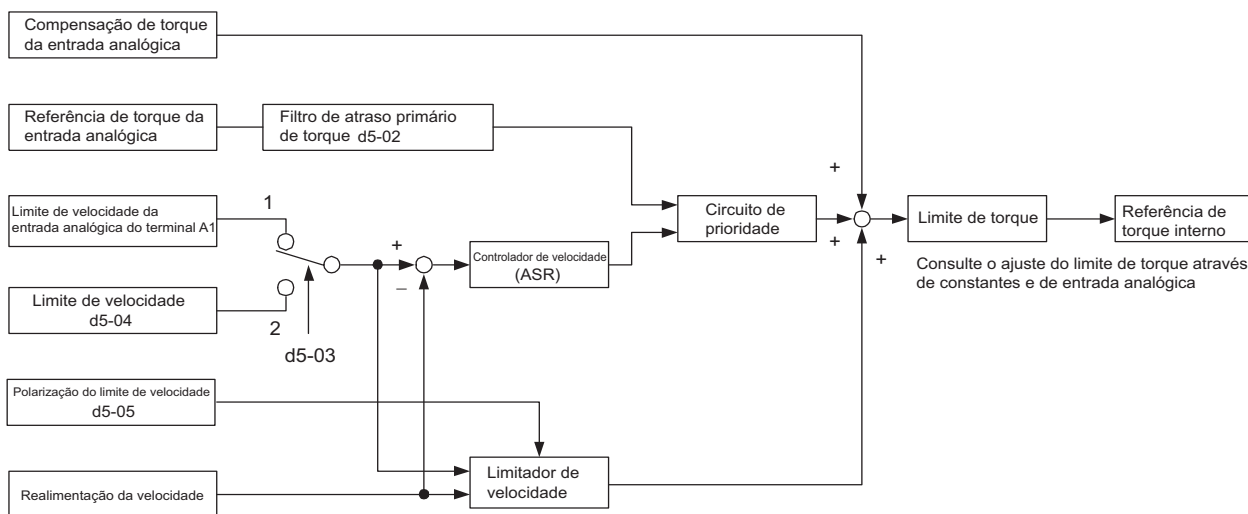 Compensação de torque
da entrada analógica
Referência de torque da
entrada analógica
Filtro de atraso primário
de torque d5-02
Limite de velocidade da
entrada analógica do terminal A1
1
Limite de velocidade
d5-04
2
d5-03
+
−
Controlador de velocidade
(ASR)
Circuito de
prioridade
+
+
+
Limite de torque
Referência de
torque interno
Consulte o ajuste do limite de torque através
de constantes e de entrada analógica
Polarização do limite de velocidade
d5-05
Realimentação da velocidade
Limitador de
velocidade